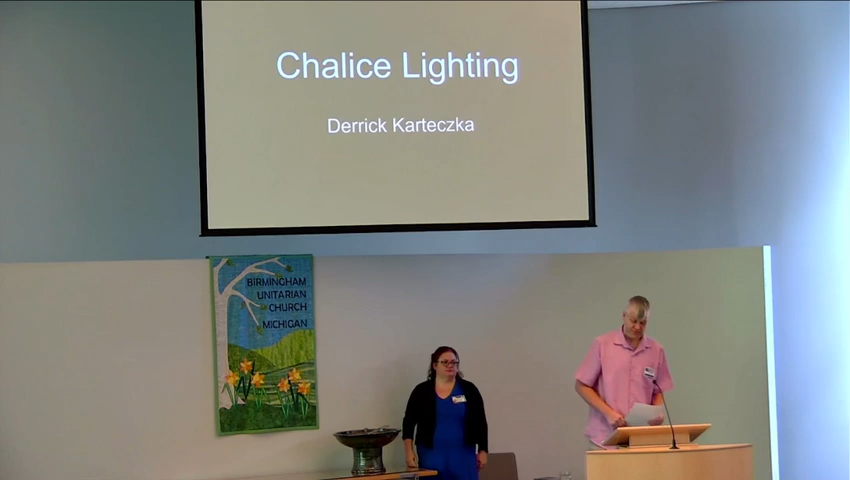 Chalice Lighting
Derrick Karteczka
BIRMINGHAM
UNITARIAN
CHURCH
MICHIGAN